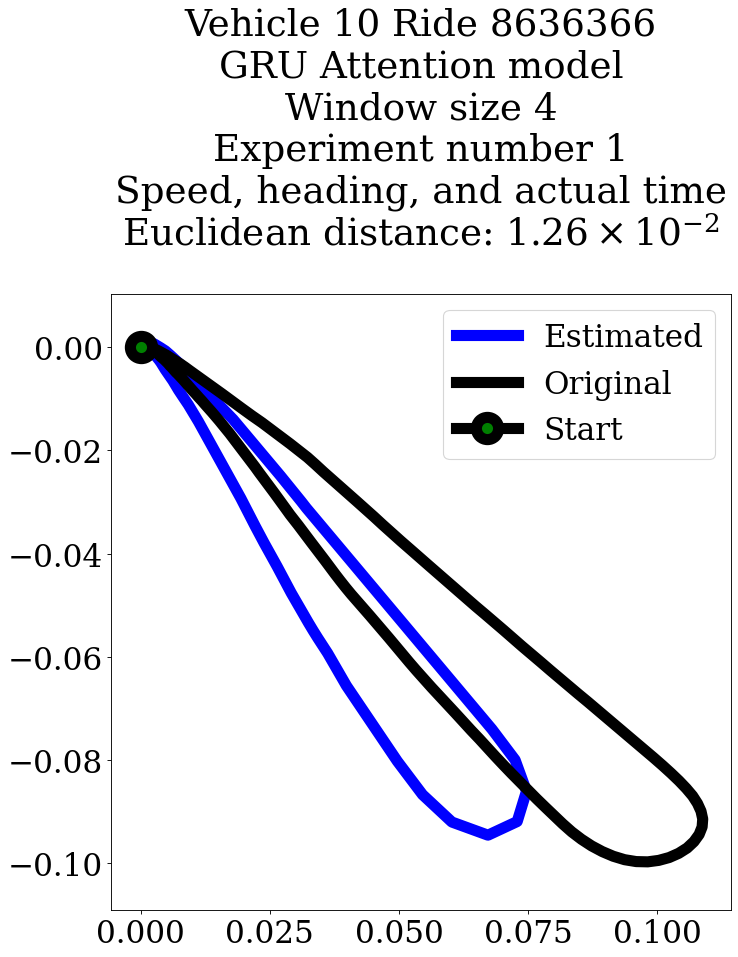 Vehicle 10 Ride 8636366
GRU Attention model
Window size 4
Experiment number 1
Speed, heading, and actual time
Euclidean distance: 1.26 × 10⁻²
Estimated
Original
Start
0.00
−0.02
−0.04
−0.06
−0.08
−0.10
0.000 0.025 0.050 0.075 0.100